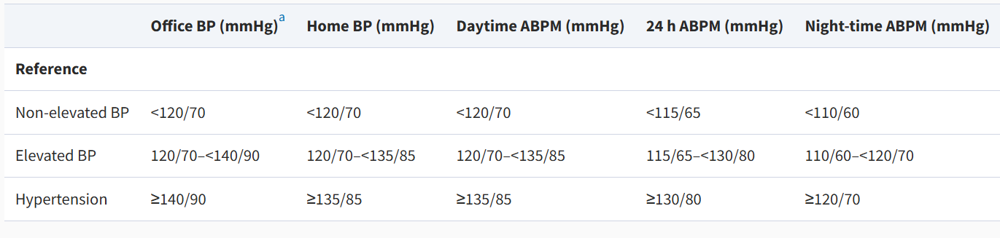 Office BP (mmHg)a Home BP (mmHg) Daytime ABPM (mmHg) 24 h ABPM (mmHg) Night-time ABPM (mmHg)
Reference
Non-elevated BP <120/70 <120/70 <120/70 <115/65 <110/60
Elevated BP 120/70–<140/90 120/70–<135/85 120/70–<135/85 115/65–<130/80 110/60–<120/70
Hypertension ≥140/90 ≥135/85 ≥135/85 ≥130/80 ≥120/70